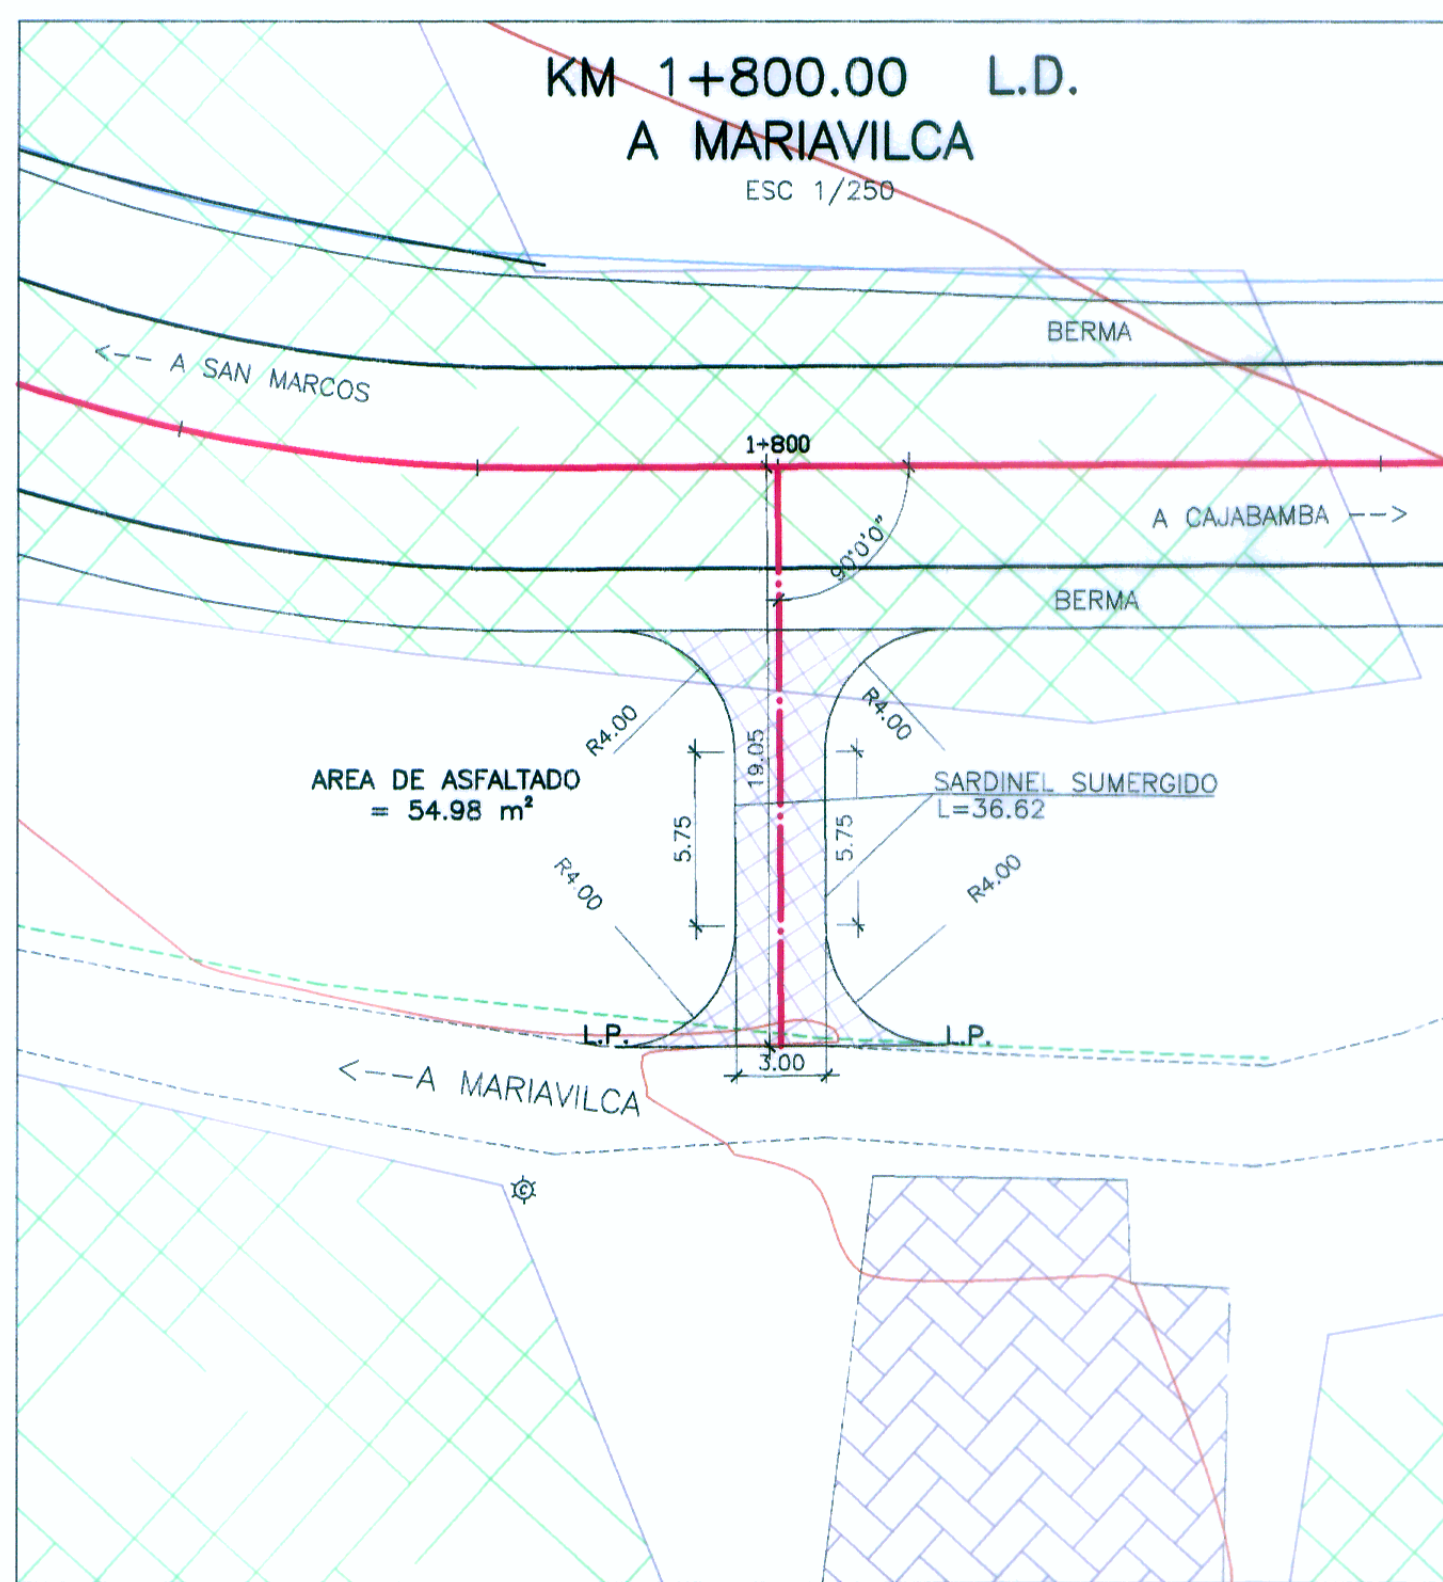 KM 1+800.00 L.D.
A MARIAVILCA
ESC 1/250
BERMA
<-- A SAN MARCOS
1+800
A CAJABAMBA -->
90°0'0"
BERMA
R4.00
R4.00
19.05
AREA DE ASFALTADO
= 54.98 m²
SARDINEL SUMERGIDO
L=36.62
5.75
5.75
R4.00
R4.00
L.P.
L.P.
3.00
<---A MARIAVILCA
C